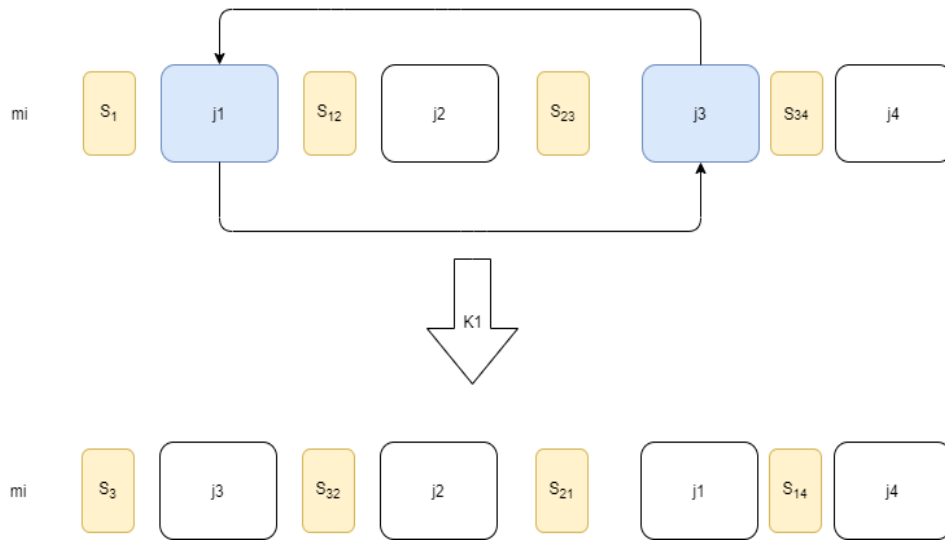 mi S₁ j1 S₁₂ j2 S₂₃ j3 S₃₄ j4
K1
mi S₃ j3 S₃₂ j2 S₂₁ j1 S₁₄ j4